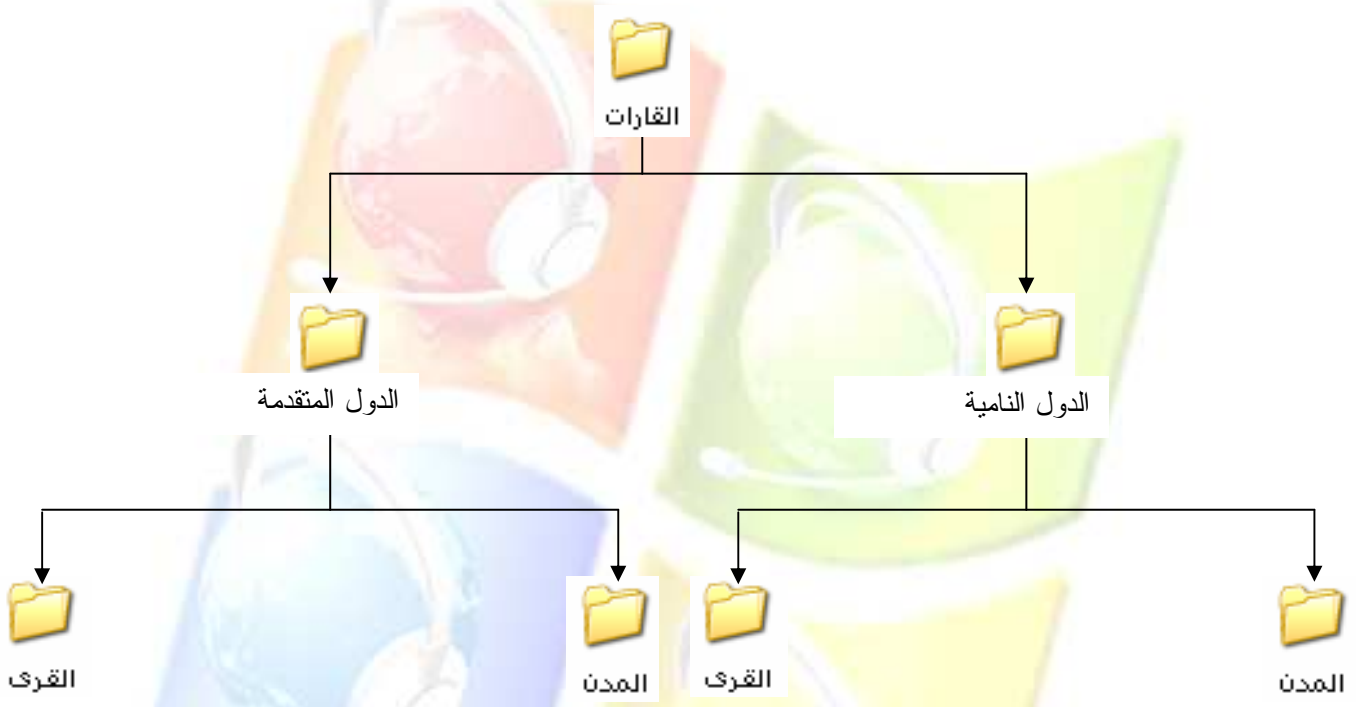 القارات
الدول النامية
الدول المتقدمة
المدن
القرى
المدن
القرى